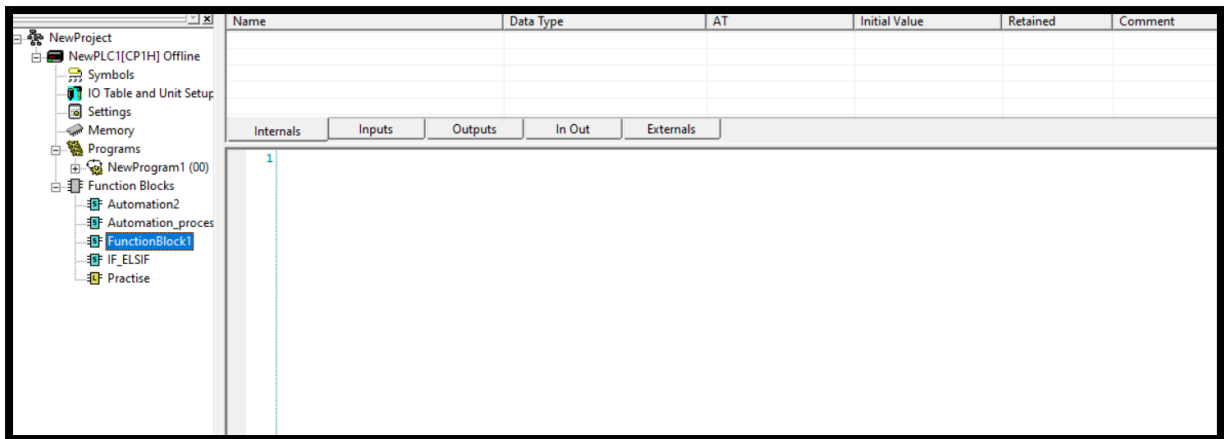 Name Data Type AT Initial Value Retained Comment
NewProject
NewPLC1[CP1H] Offline
Symbols
IO Table and Unit Setup
Settings
Memory
Programs
NewProgram1 (00)
Function Blocks
Automation2
Automation_proces
FunctionBlock1
IF_ELSIF
Practise
Internals Inputs Outputs In Out Externals
1